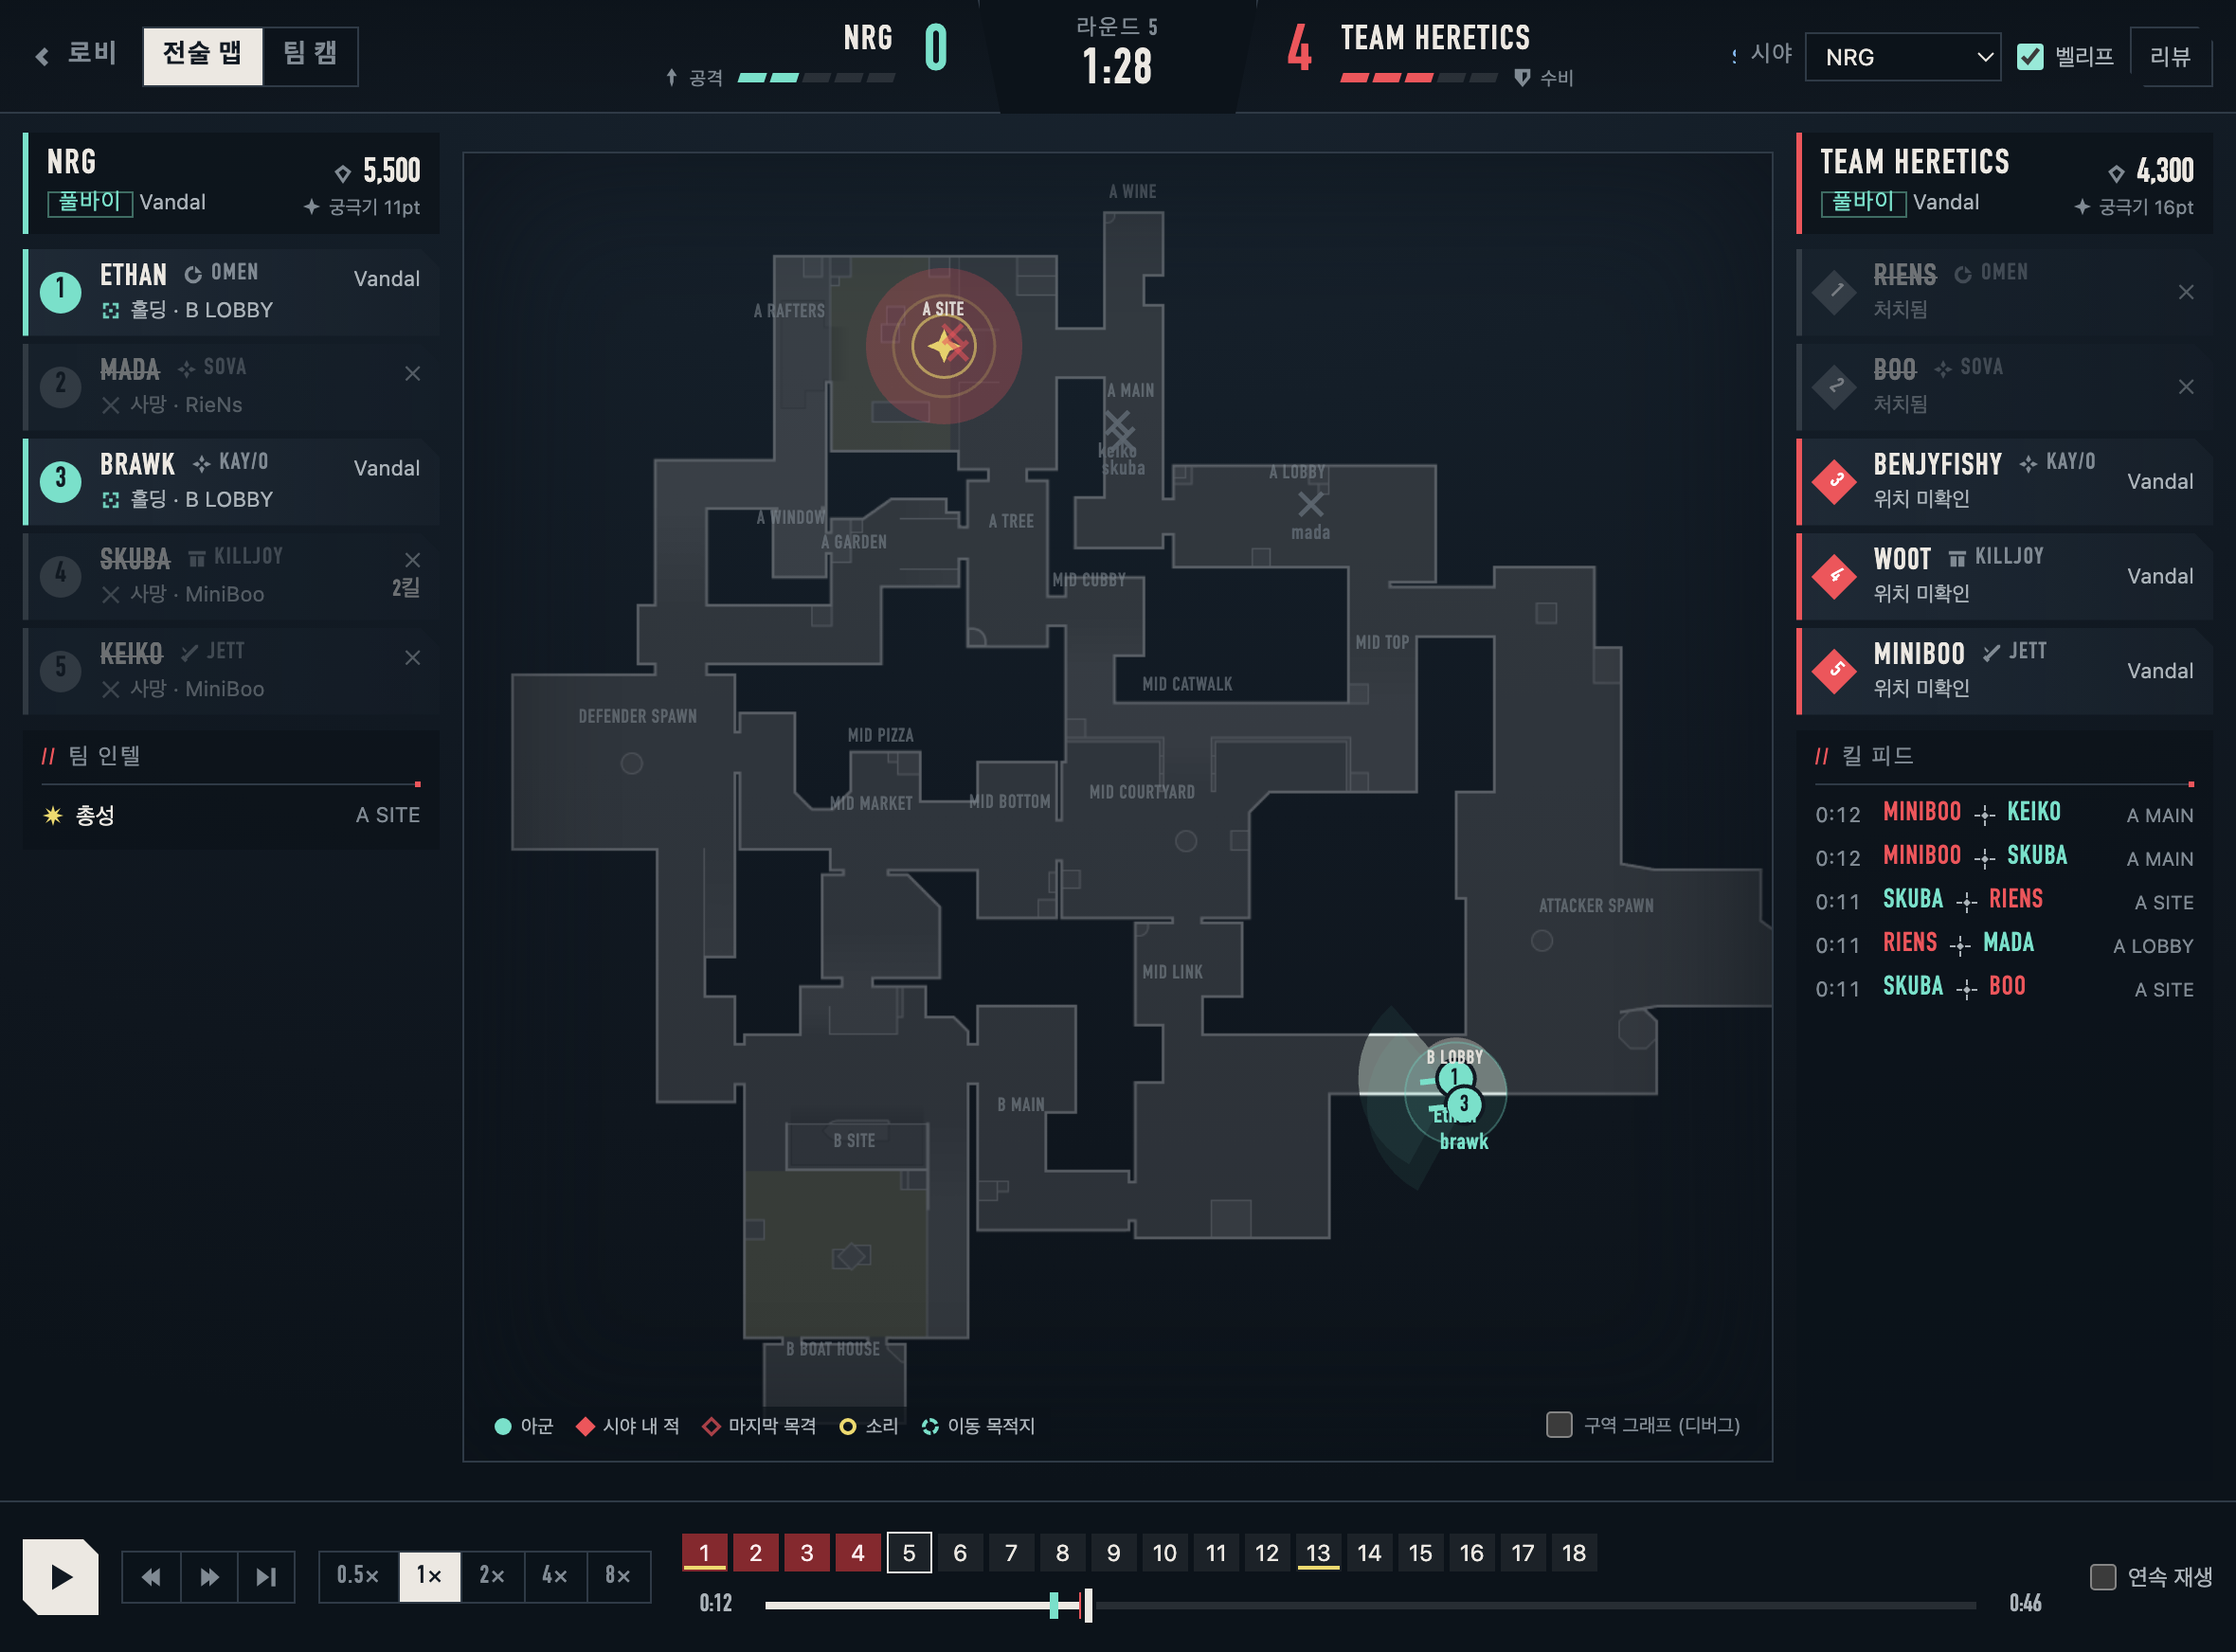 로비
전술 맵
팀 캠
NRG 0
공격
라운드 5
1:28
4 TEAM HERETICS
수비
시야
NRG
벨리프
리뷰
NRG
5,500
풀바이 Vandal
궁극기 11pt
1 ETHAN OMEN
Vandal
홀딩 · B LOBBY
2 MADA SOVA
사망 · RieNs
3 BRAWK KAY/O
Vandal
홀딩 · B LOBBY
4 SKUBA KILLJOY
사망 · MiniBoo
2킬
5 KEIKO JETT
사망 · MiniBoo
// 팀 인텔
총성
A SITE
A WINE
A RAFTERS
A SITE
A MAIN
keiko
skuba
A LOBBY
mada
A WINDOW
A GARDEN
A TREE
MID CUBBY
MID TOP
MID CATWALK
DEFENDER SPAWN
MID PIZZA
MID MARKET
MID BOTTOM
MID COURTYARD
ATTACKER SPAWN
MID LINK
B LOBBY
1
3
brawk
B MAIN
B SITE
B BOAT HOUSE
아군
시야 내 적
마지막 목격
소리
이동 목적지
구역 그래프 (디버그)
TEAM HERETICS
4,300
풀바이 Vandal
궁극기 16pt
1 RIENS OMEN
처치됨
2 BOO SOVA
처치됨
3 BENJYFISHY KAY/O
위치 미확인
Vandal
4 WOOT KILLJOY
위치 미확인
Vandal
5 MINIBOO JETT
위치 미확인
Vandal
// 킬 피드
0:12 MINIBOO KEIKO A MAIN
0:12 MINIBOO SKUBA A MAIN
0:11 SKUBA RIENS A SITE
0:11 RIENS MADA A LOBBY
0:11 SKUBA BOO A SITE
0.5× 1× 2× 4× 8×
1 2 3 4 5 6 7 8 9 10 11 12 13 14 15 16 17 18
0:12
0:46
연속 재생